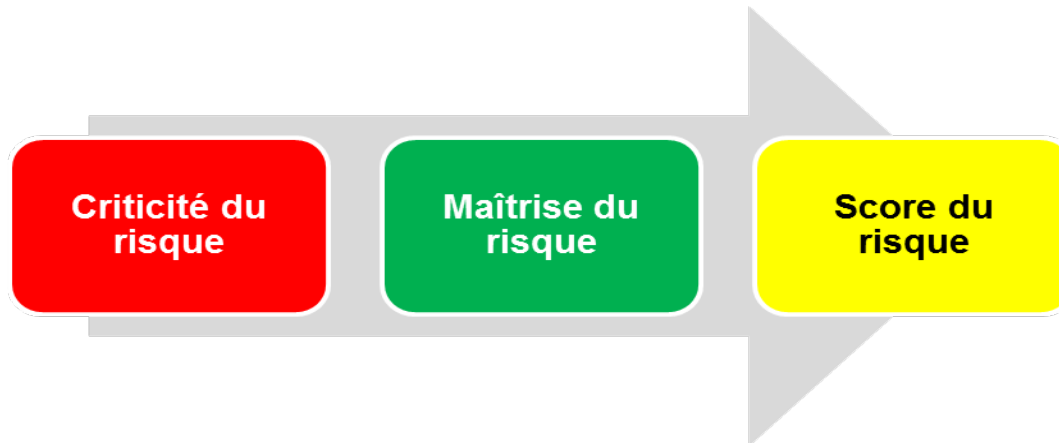 Criticité du
risque
Maîtrise du
risque
Score du
risque